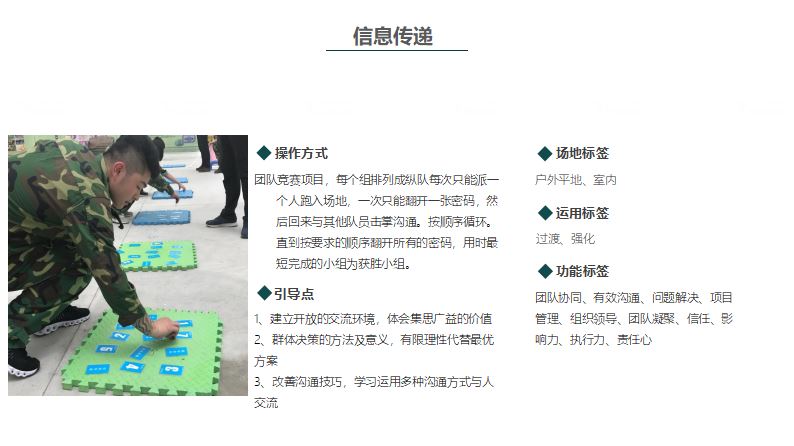 信息传递
操作方式
团队竞赛项目，每个组排列成纵队每次只能派一
个人跑入场地，一次只能翻开一张密码，然
后回来与其他队员击掌沟通。按顺序循环。
直到按要求的顺序翻开所有的密码，用时最
短完成的小组为获胜小组。
引导点
1、建立开放的交流环境，体会集思广益的价值
2、群体决策的方法及意义，有限理性代替最优
方案
3、改善沟通技巧，学习运用多种沟通方式与人
交流
场地标签
户外平地、室内
运用标签
过渡、强化
功能标签
团队协同、有效沟通、问题解决、项目
管理、组织领导、团队凝聚、信任、影
响力、执行力、责任心